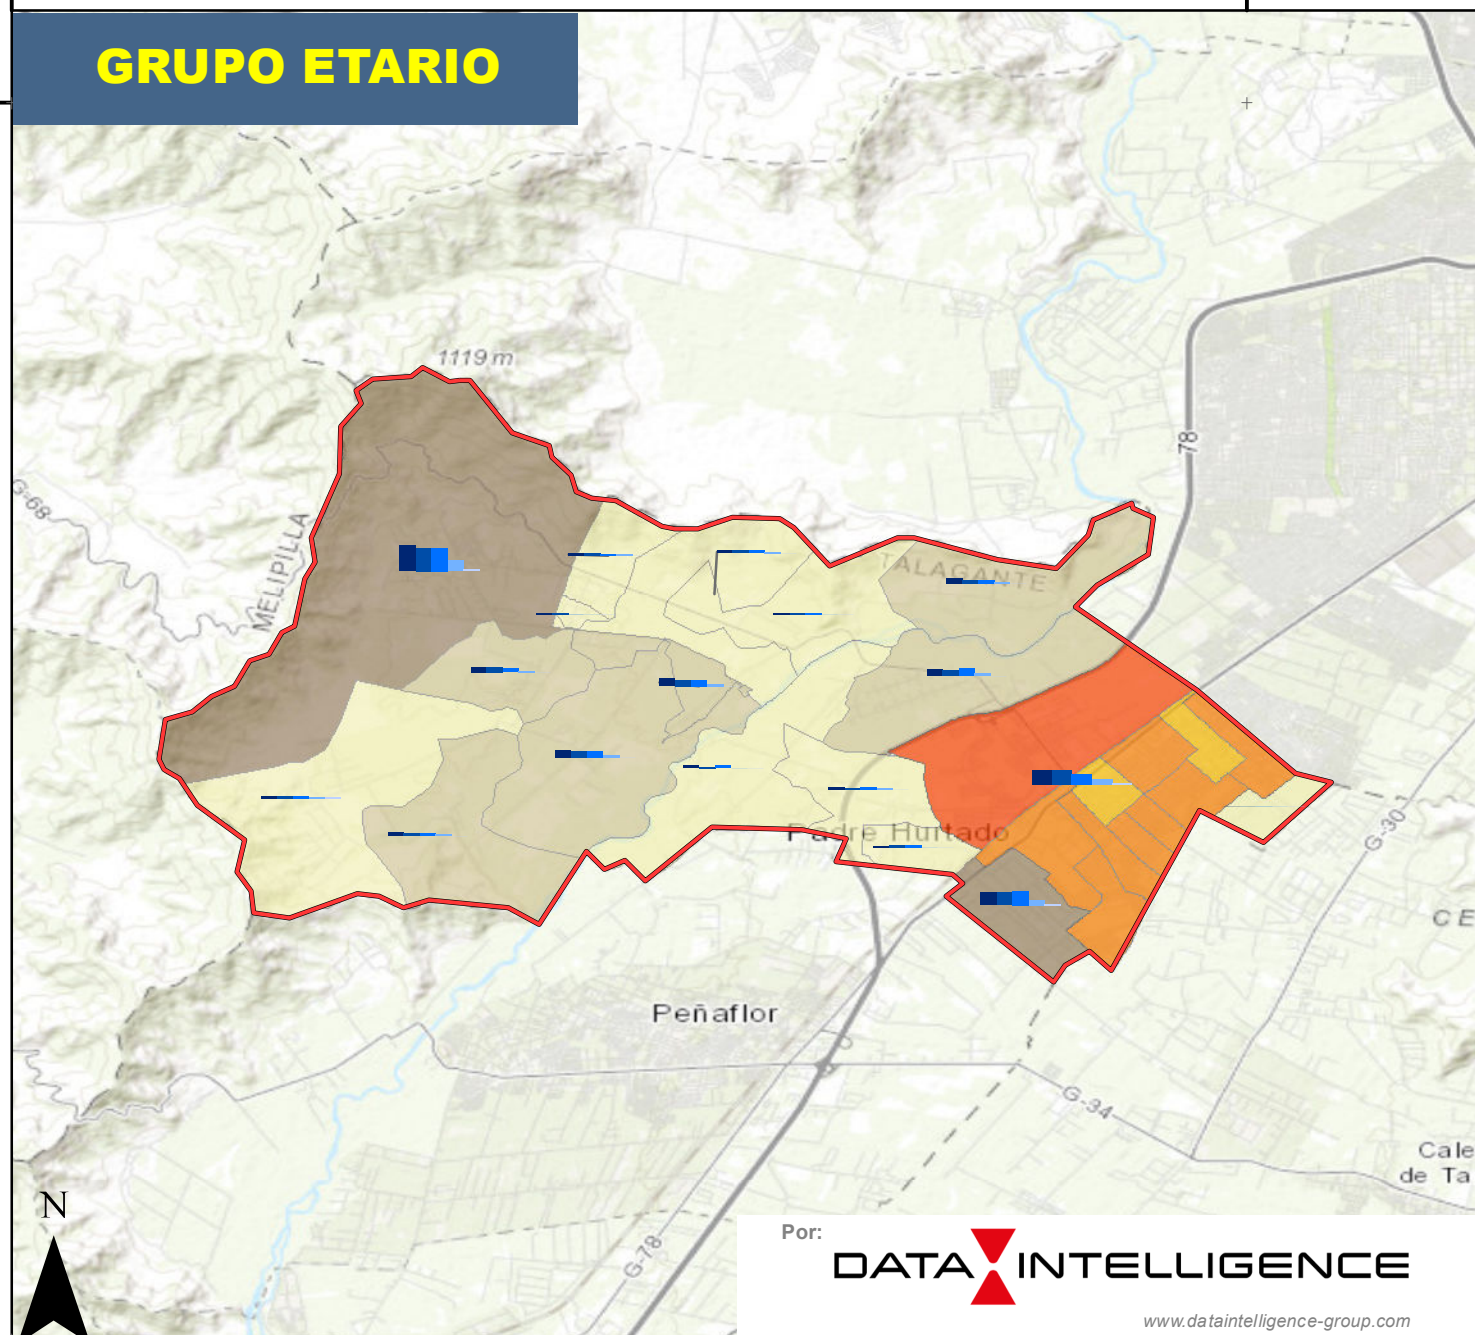 GRUPO ETARIO
1119 m
G-68
MELIPILLA
78
TALAGANTE
Padre Hurtado
G-30
CE
Peñaflor
G-34
Cale
de Ta
G-78
N
Por:
DATA INTELLIGENCE
www.dataintelligence-group.com